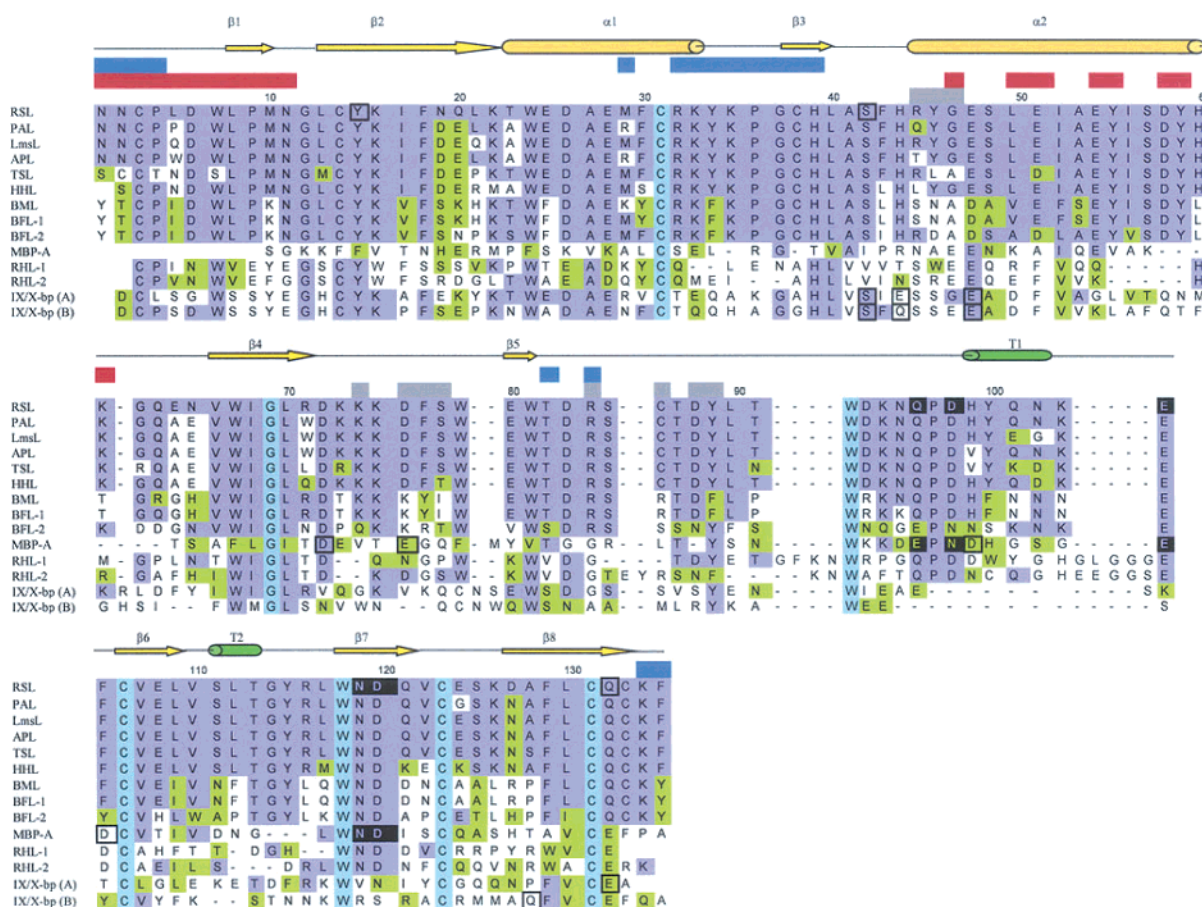 β1 β2 α1 β3 α2
10 20 30 40 50
RSL N N C P L D W L P M N G L C Y K I F N Q L K T W E D A E M F C R K Y K P G C H L A S F H R Y G E S L E I A E Y I S D Y H
PAL N N C P P D W L P M N G L C Y K I F D E L K A W E D A E R F C R K Y K P G C H L A S F H Q Y G E S L E I A E Y I S D Y H
LmsL N N C P Q D W L P M N G L C Y K I F D E Q K A W E D A E M F C R K Y K P G C H L A S F H R Y G E S L E I A E Y I S D Y H
APL N N C P W D W L P M N G L C Y K I F D E L K A W E D A E R F C R K Y K P G C H L A S F H T Y G E S L E I A E Y I S D Y H
TSL S C C T N D S L P M N G M C Y K I F D E P K T W E D A E M F C R K Y K P G C H L A S F H R L A E S L D I A E Y I S D Y H
HHL S C P N D W L P M N G L C Y K I F D E R M A W E D A E M S C R K Y K P G C H L A S L H L Y G E S L E I A E Y I S D Y H
BML Y T C P I D W L P K N G L C Y K V F S K H K T W F D A E K Y C R K F K P G C H L A S L H S N A D A V E F S E Y I S D Y L
BFL-1 Y T C P I D W L P K N G L C Y K V F S K H K T W F D A E M Y C R K F K P G C H L A S L H S N A D A V E F S E Y I S D Y L
BFL-2 Y T C P I D W L P K N G L C Y K V F S N P K S W F D A E M Y C R K Y K P G C H L A S I H R D A D S A D L A E Y V S D Y L
MBP-A S G K K F F V T N H E R M P F S K V K A L C S E L - R G - T V A I P R N A E E N K A I Q E V A K -
RHL-1 C P I N W V E Y E G S C Y W F S S S V K P W T E A D K Y C Q - - L E N A H L V V V T S W E E Q R F V Q Q - - - - H
RHL-2 C P V N W V E F G G S C Y W F S R D G L T W A E A D Q Y C Q M - E N A H L L V I N S R E E Q E F V V K - - - - H
IX/X-bp (A) D C L S G W S S Y E G H C Y K A F E K Y K T W E D A E R V C T E Q A K G A H L V S I E S S G E A D F V A G L V T Q N M
IX/X-bp (B) D C P S D W S S Y E G H C Y K P F S E P K N W A D A E N F C T Q Q H A G G H L V S F Q S S E E A D F V V K L A F Q T F
β4 β5 T1
70 80 90 100
RSL K - G Q E N V W I G L R D K K K D F S W - E W T D R S - - C T D Y L T - - - - W D K N Q P D H Y Q N K - - - - E
PAL K - G Q A E V W I G L W D K K K D F S W - E W T D R S - - C T D Y L T - - - - W D K N Q P D H Y Q N K - - - - E
LmsL K - G Q A E V W I G L W D K K K D F S W - E W T D R S - - C T D Y L T - - - - W D K N Q P D H Y E G K - - - - E
APL K - G Q A E V W I G L W D K K K D F S W - E W T D R S - - C T D Y L T - - - - W D K N Q P D V Y Q N K - - - - E
TSL K - R Q A E V W I G L L D R K K D F S W - E W T D R S - - C T D Y L N - - - - W D K N Q P D V Y K D K - - - - E
HHL K - G Q A E V W I G L Q D K K K D F T W - E W T D R S - - C T D Y L T - - - - W D K N Q P D H Y Q D K - - - - E
BML T - G R G H V W I G L R D T K K K Y I W - E W T D R S - - R T D F L P - - - - W R K N Q P D H F N N N - - - - E
BFL-1 T - G Q G H V W I G L R D T K K K Y I W - E W T D R S - - R T D F L P - - - - W R K N Q P D H F N N N - - - - E
BFL-2 K - D D G N V W I G L N D P Q K K R T W - V W S D R S - - S S N Y F S - - - - W N Q G E P N N S K N K - - - - E
MBP-A - - - - T S A F L G I T D E V T E G Q F - M Y V T G G R - - L T - Y S N - - - - W K K D E P N D H G S G - - - - E
RHL-1 M - G P L N T W I G L T D - - Q N G P W - K W V D G - - - T D Y E T G F K N W R P G Q P D D W Y G H G L G G G E
RHL-2 R - G A F H I W I G L T D - - K D G S W - K W V D G T E Y R S N F - - - - K N W A F T Q P D N C Q G H E E G G S E
IX/X-bp (A) K R L D F Y I W I G L R V Q G K V K Q C N S E W S D G S - - S V S Y E N - - - - W I E A E - - - - - - S K
IX/X-bp (B) G H S I - - F W M G L S N V W N - - Q C N W Q W S N A A - - M L R Y K A - - - - W E E - - - - - - - - - S
β6 T2 β7 β8
110 120 130
RSL F C V E L V S L T G Y R L W N D Q V C E S K D A F L C Q C K F
PAL F C V E L V S L T G Y R L W N D Q V C G S K N A F L C Q C K F
LmsL F C V E L V S L T G Y R L W N D Q V C E S K N A F L C Q C K F
APL F C V E L V S L T G Y R L W N D Q V C E S K N A F L C Q C K F
TSL F C V E L V S L T G Y R L W N D Q V C E S K N S F L C Q C K F
HHL F C V E L V S L T G Y R M W N D K E C K S K N A F L C Q C K F
BML F C V E I V N F T G Y L Q W N D D N C A A L R P F L C Q C K Y
BFL-1 F C V E I V N F T G Y L Q W N D D N C A A L R P F L C Q C K Y
BFL-2 Y C V H L W A P T G Y L K W N D A P C E T L H P F I C Q C K Y
MBP-A D C V T I V D N G - - - L W N D I S C Q A S H T A V C E F P A
RHL-1 D C A H F T T - D G H - - W N D D V C R R P Y R W V C E
RHL-2 D C A E I L S - - - D R L W N D N F C Q Q V N R W A C E R K
IX/X-bp (A) T C L G L E K E T D F R K W V N I Y C G Q Q N P F V C E A
IX/X-bp (B) Y C V Y F K - - S T N N K W R S R A C R M M A Q F V C E F Q A